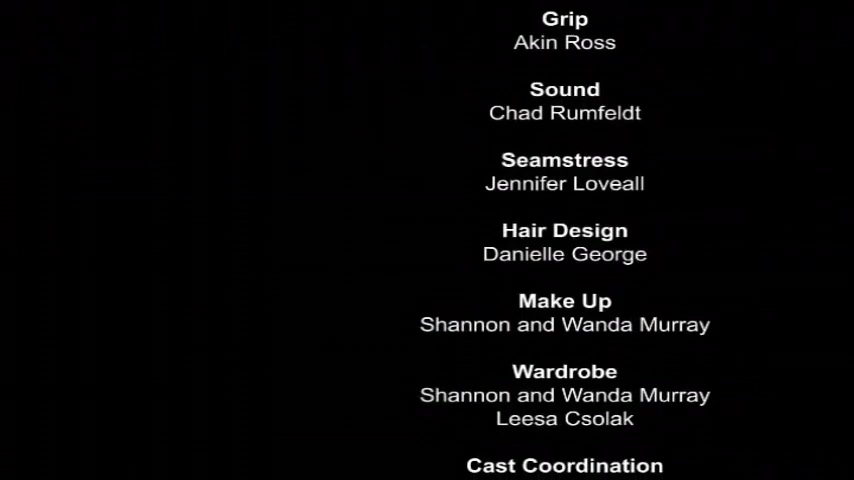 Grip
Akin Ross
Sound
Chad Rumfeldt
Seamstress
Jennifer Loveall
Hair Design
Danielle George
Make Up
Shannon and Wanda Murray
Wardrobe
Shannon and Wanda Murray
Leesa Csolak
Cast Coordination